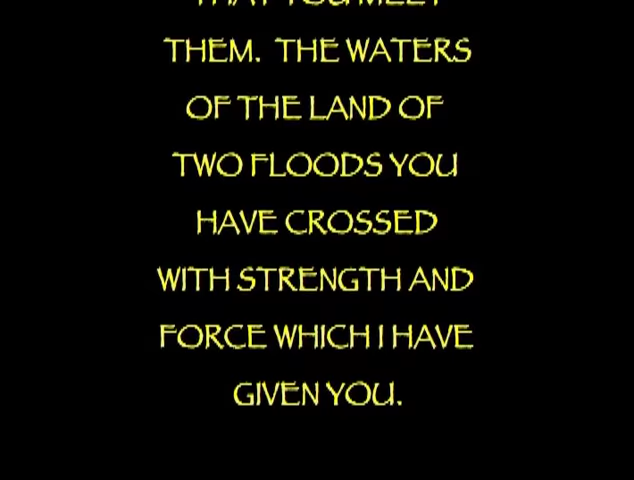 THAT YOU MEET
THEM. THE WATERS
OF THE LAND OF
TWO FLOODS YOU
HAVE CROSSED
WITH STRENGTH AND
FORCE WHICH I HAVE
GIVEN YOU.